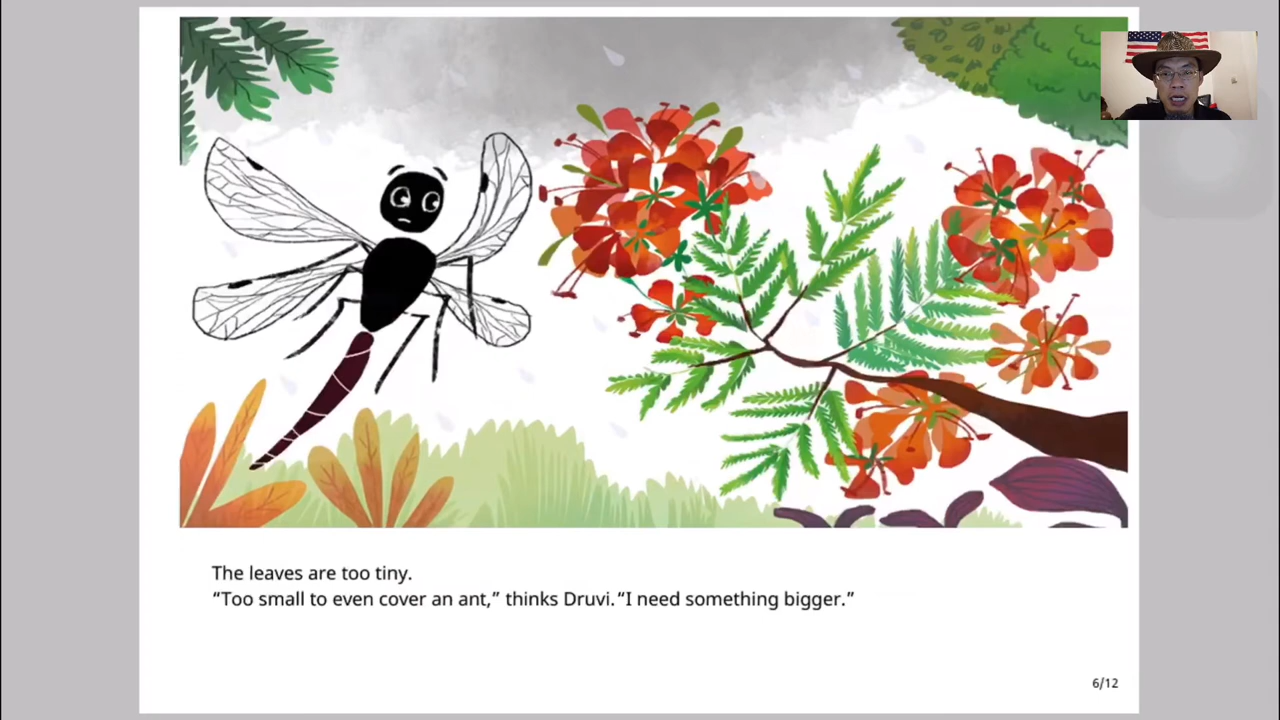 The leaves are too tiny.
“Too small to even cover an ant,” thinks Druvi.“I need something bigger.”
6/12